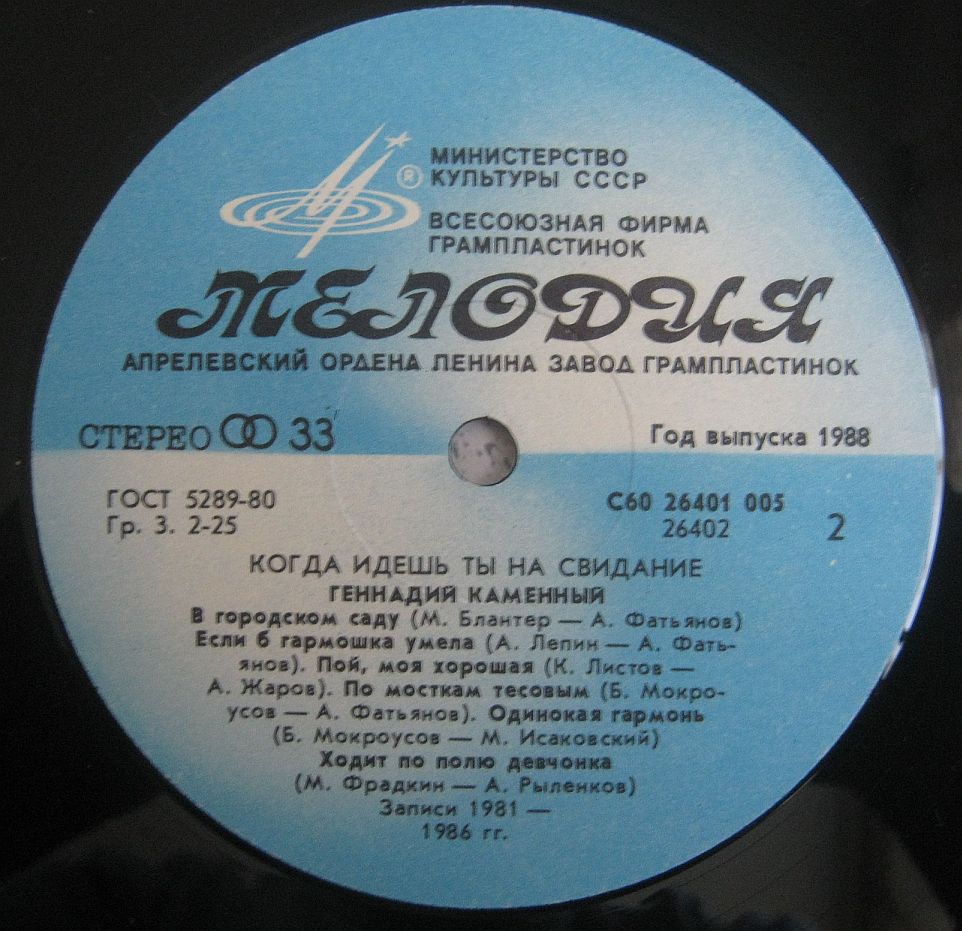 ® МИНИСТЕРСТВО
КУЛЬТУРЫ СССР
ВСЕСОЮЗНАЯ ФИРМА
ГРАМПЛАСТИНОК
МЕЛОДИЯ
АПРЕЛЕВСКИЙ ОРДЕНА ЛЕНИНА ЗАВОД ГРАМПЛАСТИНОК
СТЕРЕО 33
Год выпуска 1988
ГОСТ 5289-80
Гр. 3. 2-25
С60 26401 005
26402
2
КОГДА ИДЕШЬ ТЫ НА СВИДАНИЕ
ГЕННАДИЙ КАМЕННЫЙ
В городском саду (М. Блантер — А. Фатьянов)
Если б гармошка умела (А. Лепин — А. Фать-
янов). Пой, моя хорошая (К. Листов —
А. Жаров). По мосткам тесовым (Б. Мокро-
усов — А. Фатьянов). Одинокая гармонь
(Б. Мокроусов — М. Исаковский)
Ходит по полю девчонка
(М. Фрадкин — А. Рыленков)
Записи 1981 —
1986 гг.